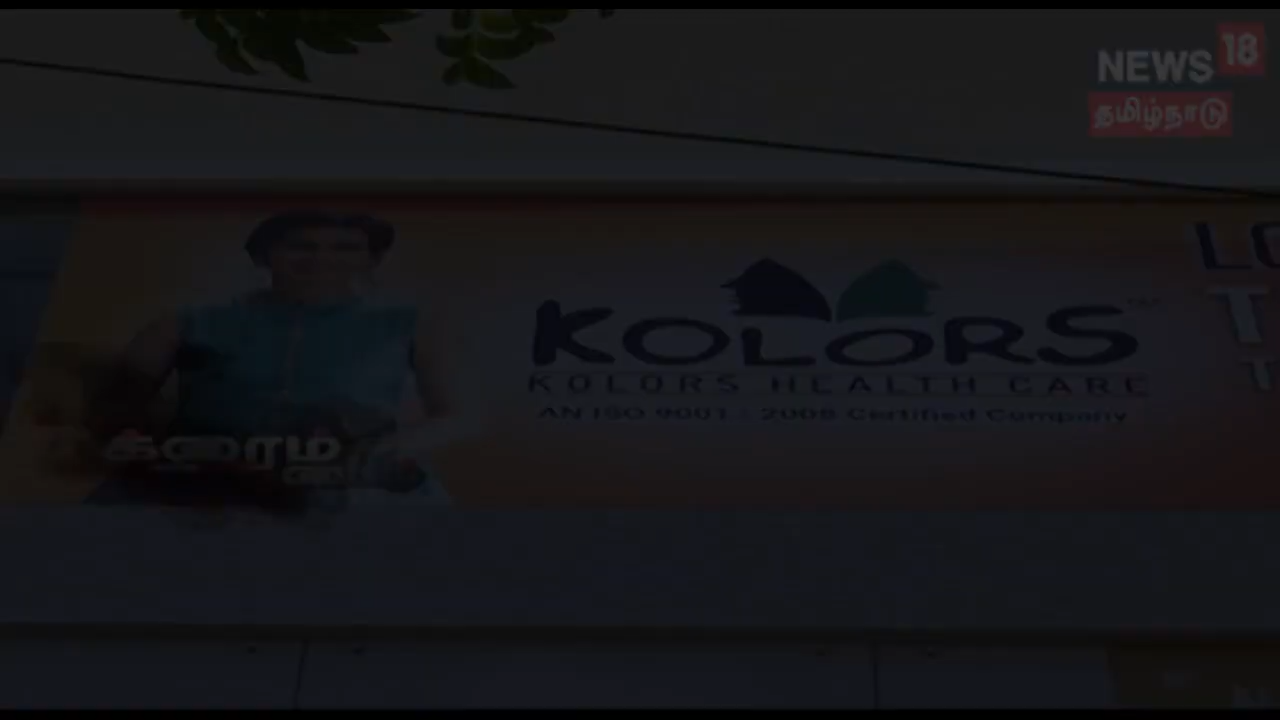 NEWS 18
தமிழ்நாடு
KOLORS
KOLORS HEALTH CARE
AN ISO 9001 : 2008 Certified Company
க்ரைம்